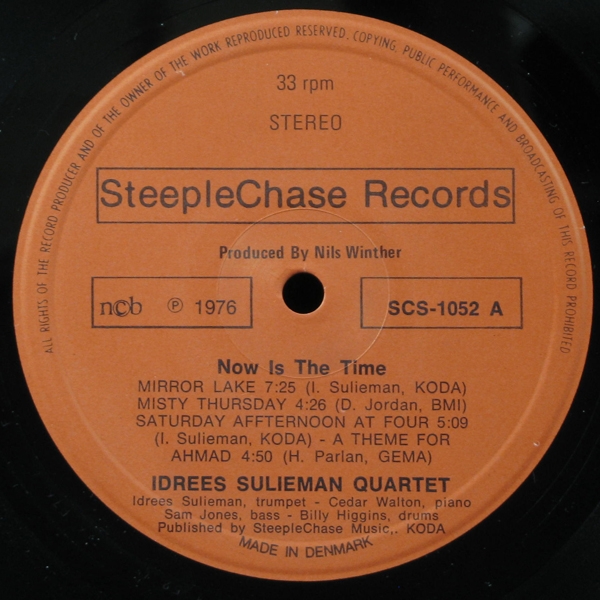 ALL RIGHTS OF THE RECORD PRODUCER AND OF THE OWNER OF THE WORK REPRODUCED RESERVED. COPYING, PUBLIC PERFORMANCE AND BROADCASTING OF THIS RECORD PROHIBITED
33 rpm
STEREO
SteepleChase Records
Produced By Nils Winther
ncb ℗ 1976
SCS-1052 A
Now Is The Time
MIRROR LAKE 7:25 (I. Sulieman, KODA)
MISTY THURSDAY 4:26 (D. Jordan, BMI)
SATURDAY AFFTERNOON AT FOUR 5:09
(I. Sulieman, KODA) - A THEME FOR
AHMAD 4:50 (H. Parlan, GEMA)
IDREES SULIEMAN QUARTET
Idrees Sulieman, trumpet - Cedar Walton, piano
Sam Jones, bass - Billy Higgins, drums
Published by SteepleChase Music,. KODA
MADE IN DENMARK